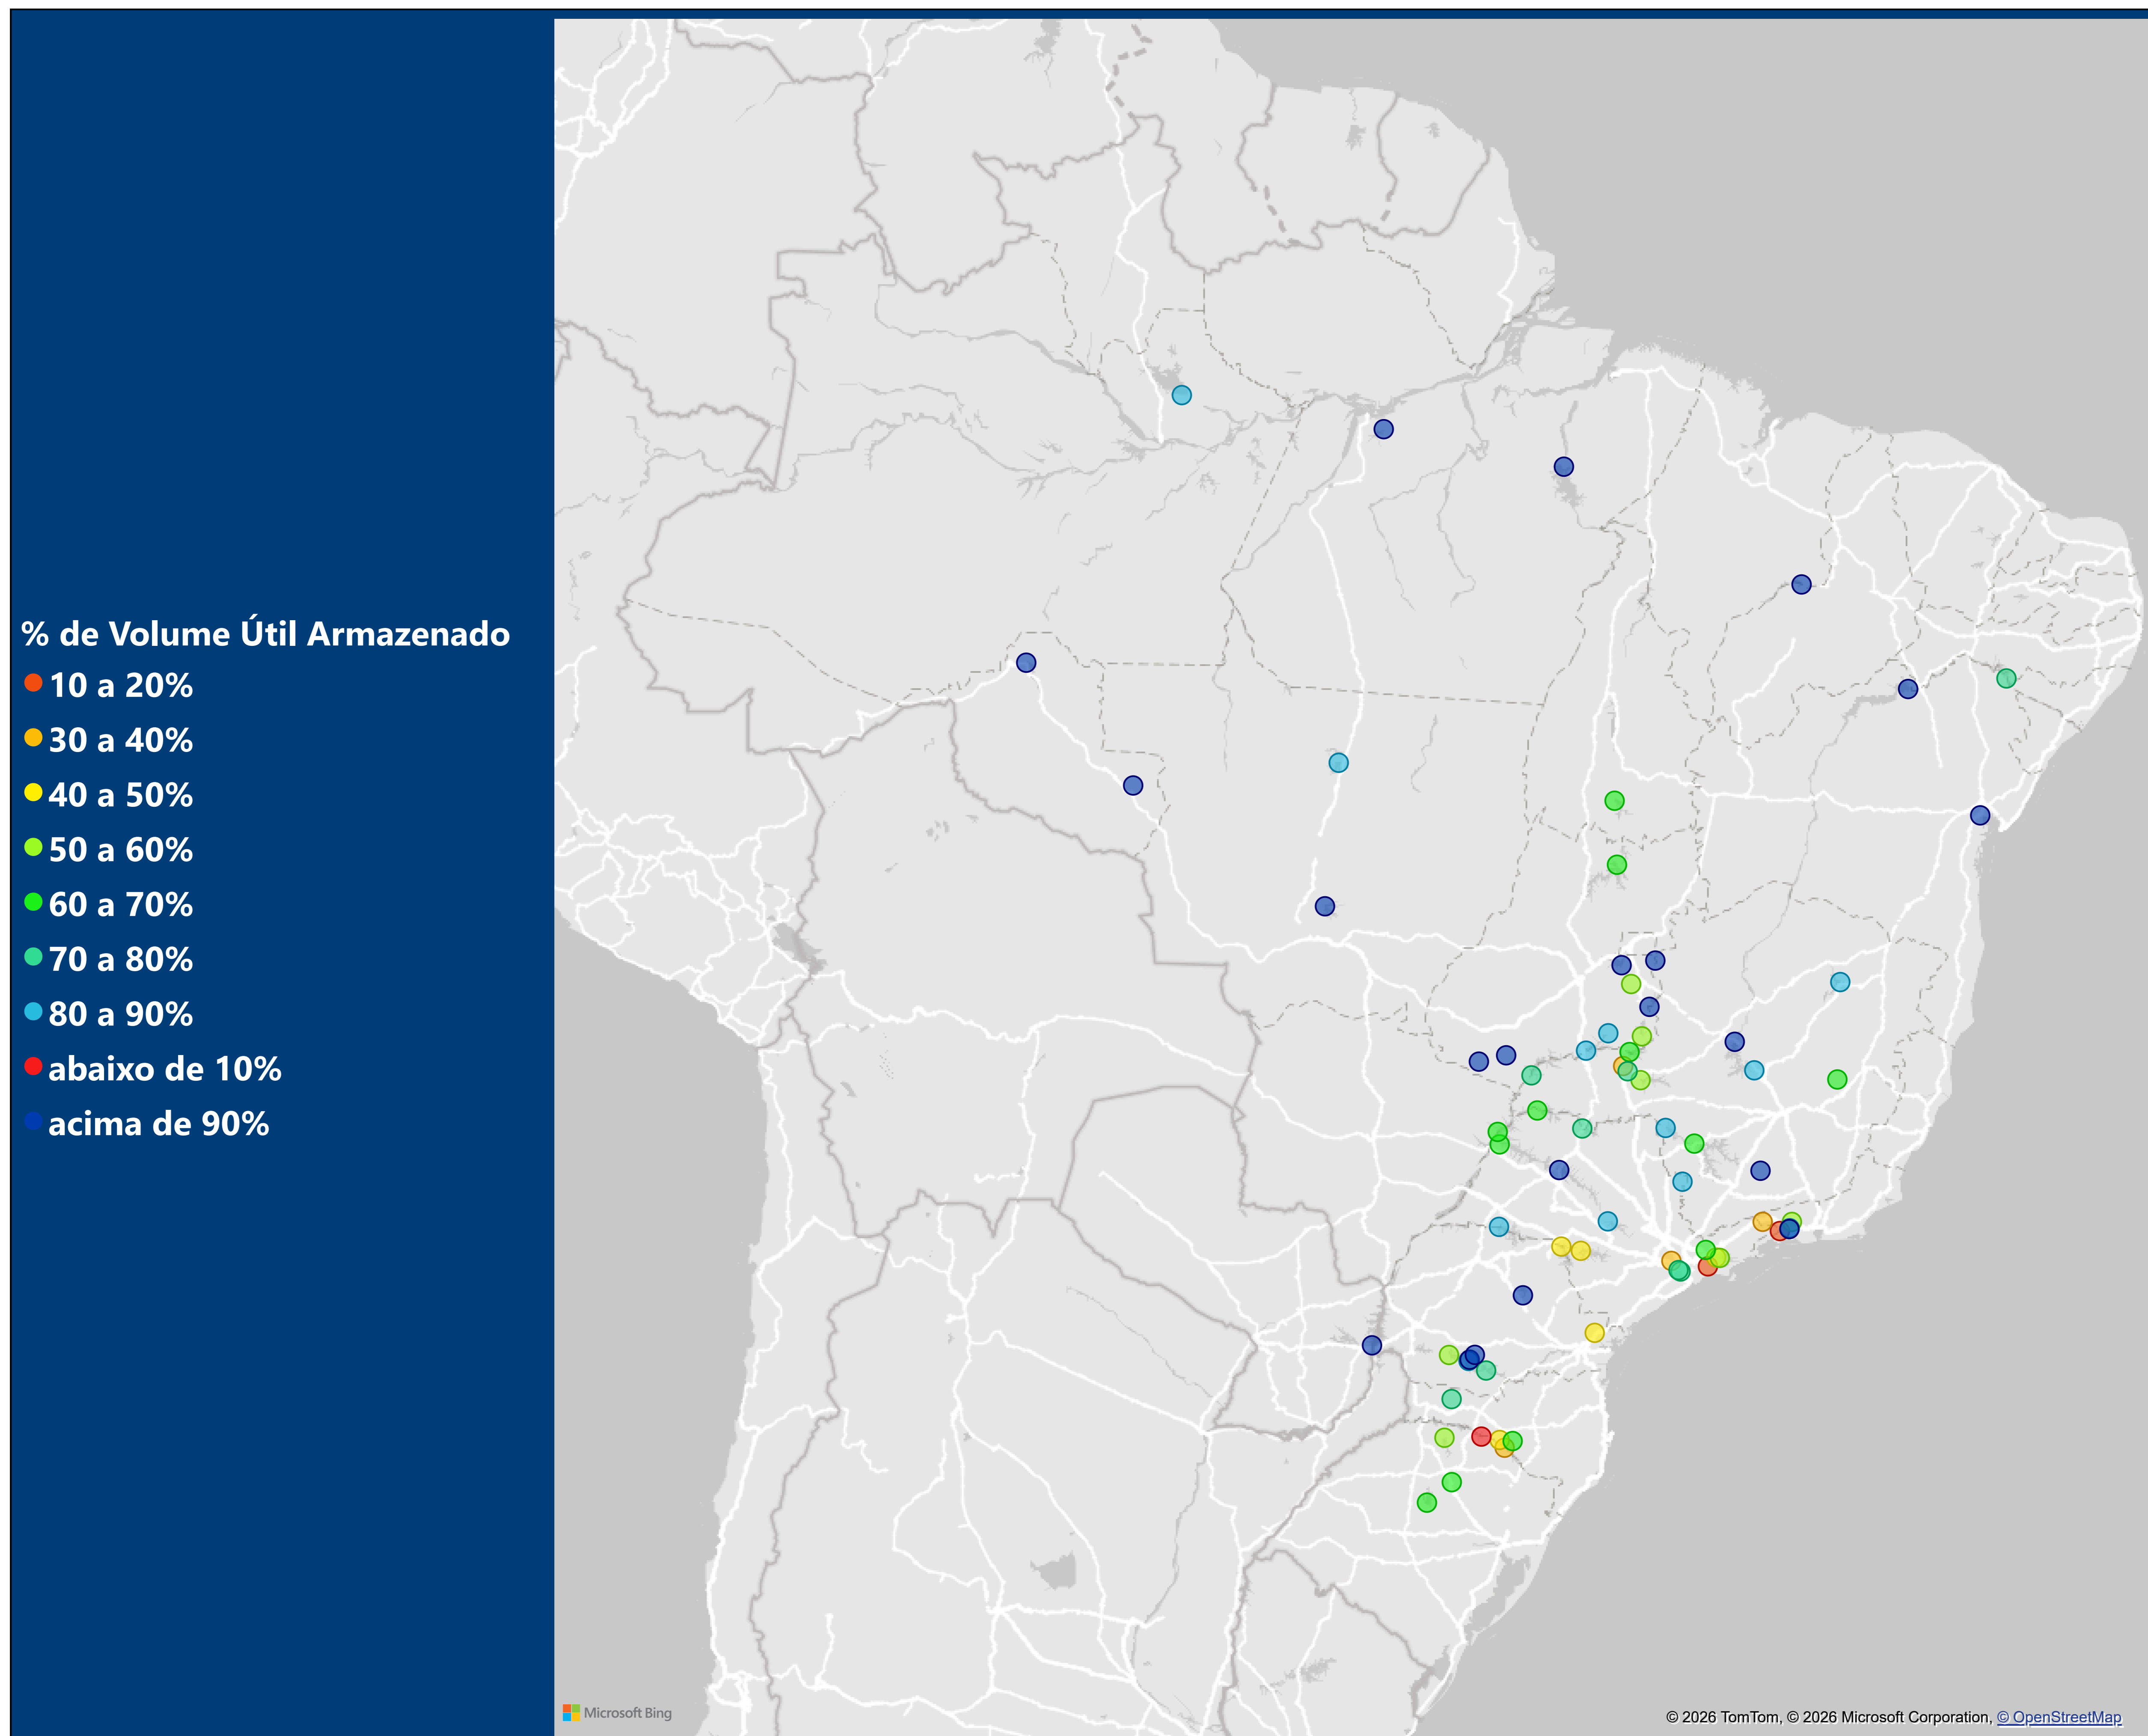 % de Volume Útil Armazenado
10 a 20%
30 a 40%
40 a 50%
50 a 60%
60 a 70%
70 a 80%
80 a 90%
abaixo de 10%
acima de 90%
Microsoft Bing
© 2026 TomTom, © 2026 Microsoft Corporation, © OpenStreetMap